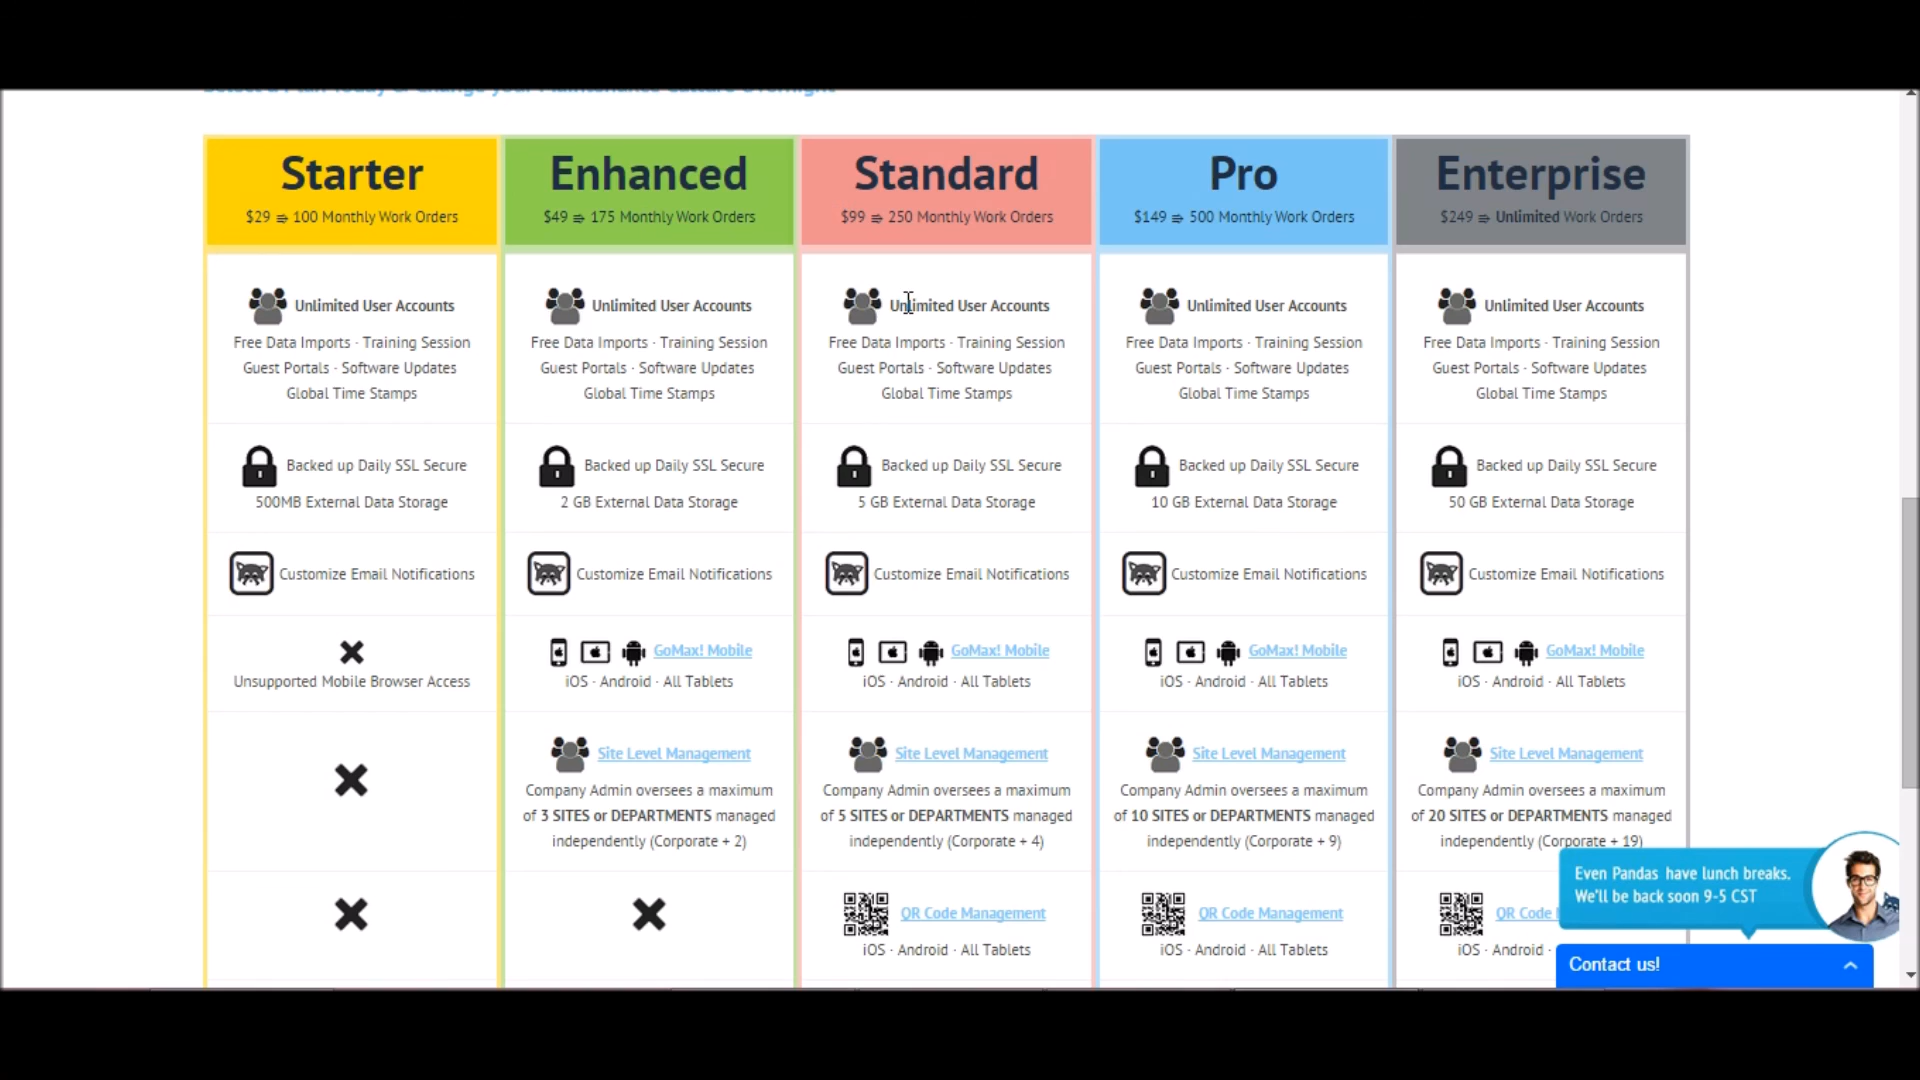 Select a Plan Today & Change your Maintenance Culture Overnight
Starter
$29 => 100 Monthly Work Orders
Enhanced
$49 => 175 Monthly Work Orders
Standard
$99 => 250 Monthly Work Orders
Pro
$149 => 500 Monthly Work Orders
Enterprise
$249 => Unlimited Work Orders
Unlimited User Accounts
Free Data Imports · Training Session
Guest Portals · Software Updates
Global Time Stamps
Unlimited User Accounts
Free Data Imports · Training Session
Guest Portals · Software Updates
Global Time Stamps
Unlimited User Accounts
Free Data Imports · Training Session
Guest Portals · Software Updates
Global Time Stamps
Unlimited User Accounts
Free Data Imports · Training Session
Guest Portals · Software Updates
Global Time Stamps
Unlimited User Accounts
Free Data Imports · Training Session
Guest Portals · Software Updates
Global Time Stamps
Backed up Daily SSL Secure
500MB External Data Storage
Backed up Daily SSL Secure
2 GB External Data Storage
Backed up Daily SSL Secure
5 GB External Data Storage
Backed up Daily SSL Secure
10 GB External Data Storage
Backed up Daily SSL Secure
50 GB External Data Storage
Customize Email Notifications
Customize Email Notifications
Customize Email Notifications
Customize Email Notifications
Customize Email Notifications
Unsupported Mobile Browser Access
GoMax! Mobile
iOS · Android · All Tablets
GoMax! Mobile
iOS · Android · All Tablets
GoMax! Mobile
iOS · Android · All Tablets
GoMax! Mobile
iOS · Android · All Tablets
Site Level Management
Company Admin oversees a maximum
of 3 SITES or DEPARTMENTS managed
independently (Corporate + 2)
Site Level Management
Company Admin oversees a maximum
of 5 SITES or DEPARTMENTS managed
independently (Corporate + 4)
Site Level Management
Company Admin oversees a maximum
of 10 SITES or DEPARTMENTS managed
independently (Corporate + 9)
Site Level Management
Company Admin oversees a maximum
of 20 SITES or DEPARTMENTS managed
independently (Corporate + 19)
QR Code Management
iOS · Android · All Tablets
QR Code Management
iOS · Android · All Tablets
QR Code
iOS · Android ·
Even Pandas have lunch breaks.
We'll be back soon 9-5 CST
Contact us!